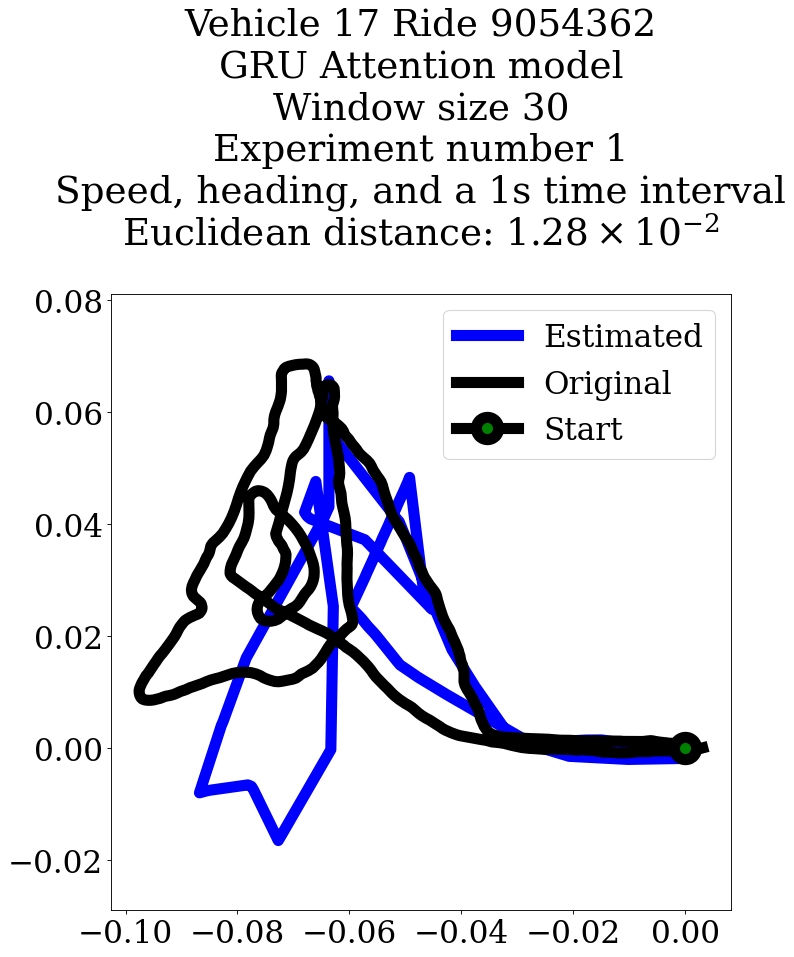 Vehicle 17 Ride 9054362
GRU Attention model
Window size 30
Experiment number 1
Speed, heading, and a 1s time interval
Euclidean distance: 1.28 × 10⁻²
0.08
Estimated
0.06
Original
Start
0.04
0.02
0.00
−0.02
−0.10 −0.08 −0.06 −0.04 −0.02 0.00